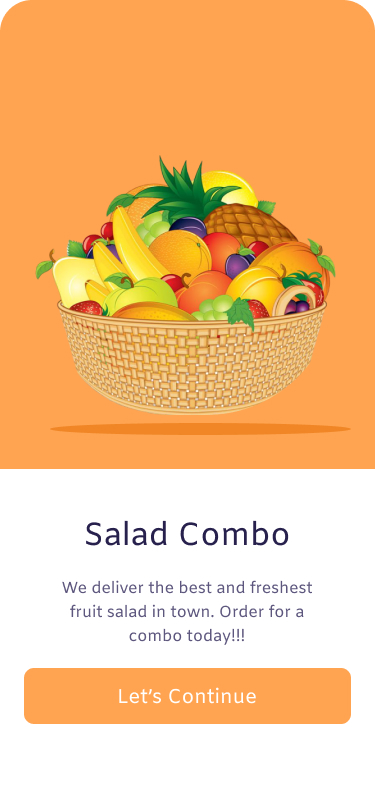 Salad Combo
We deliver the best and freshest
fruit salad in town. Order for a
combo today!!!
Let’s Continue